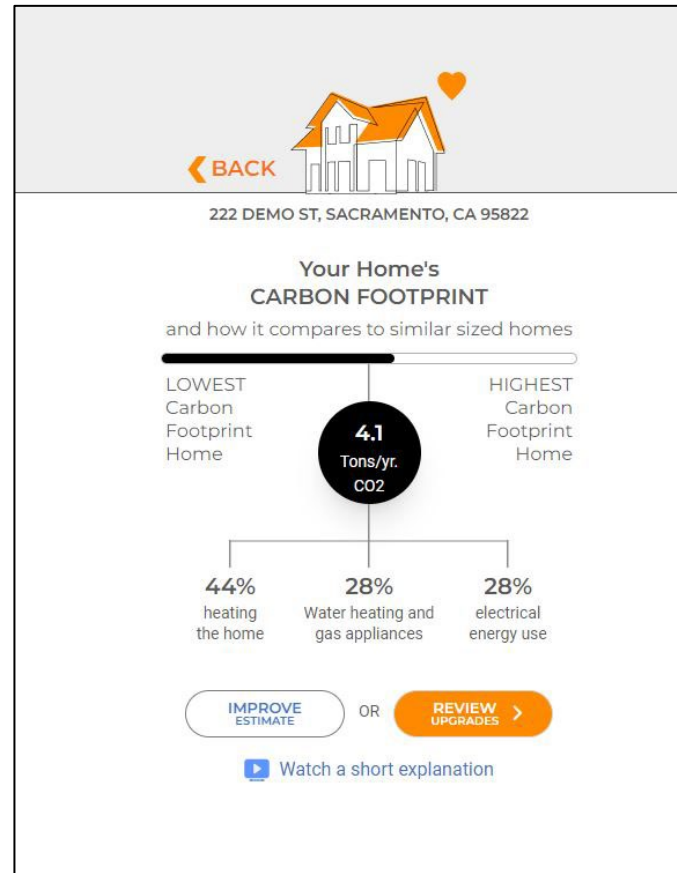 BACK
222 DEMO ST, SACRAMENTO, CA 95822
Your Home's
CARBON FOOTPRINT
and how it compares to similar sized homes
LOWEST
Carbon
Footprint
Home
HIGHEST
Carbon
Footprint
Home
4.1
Tons/yr.
CO2
44%
heating
the home
28%
Water heating and
gas appliances
28%
electrical
energy use
IMPROVE
ESTIMATE
OR
REVIEW
UPGRADES
Watch a short explanation